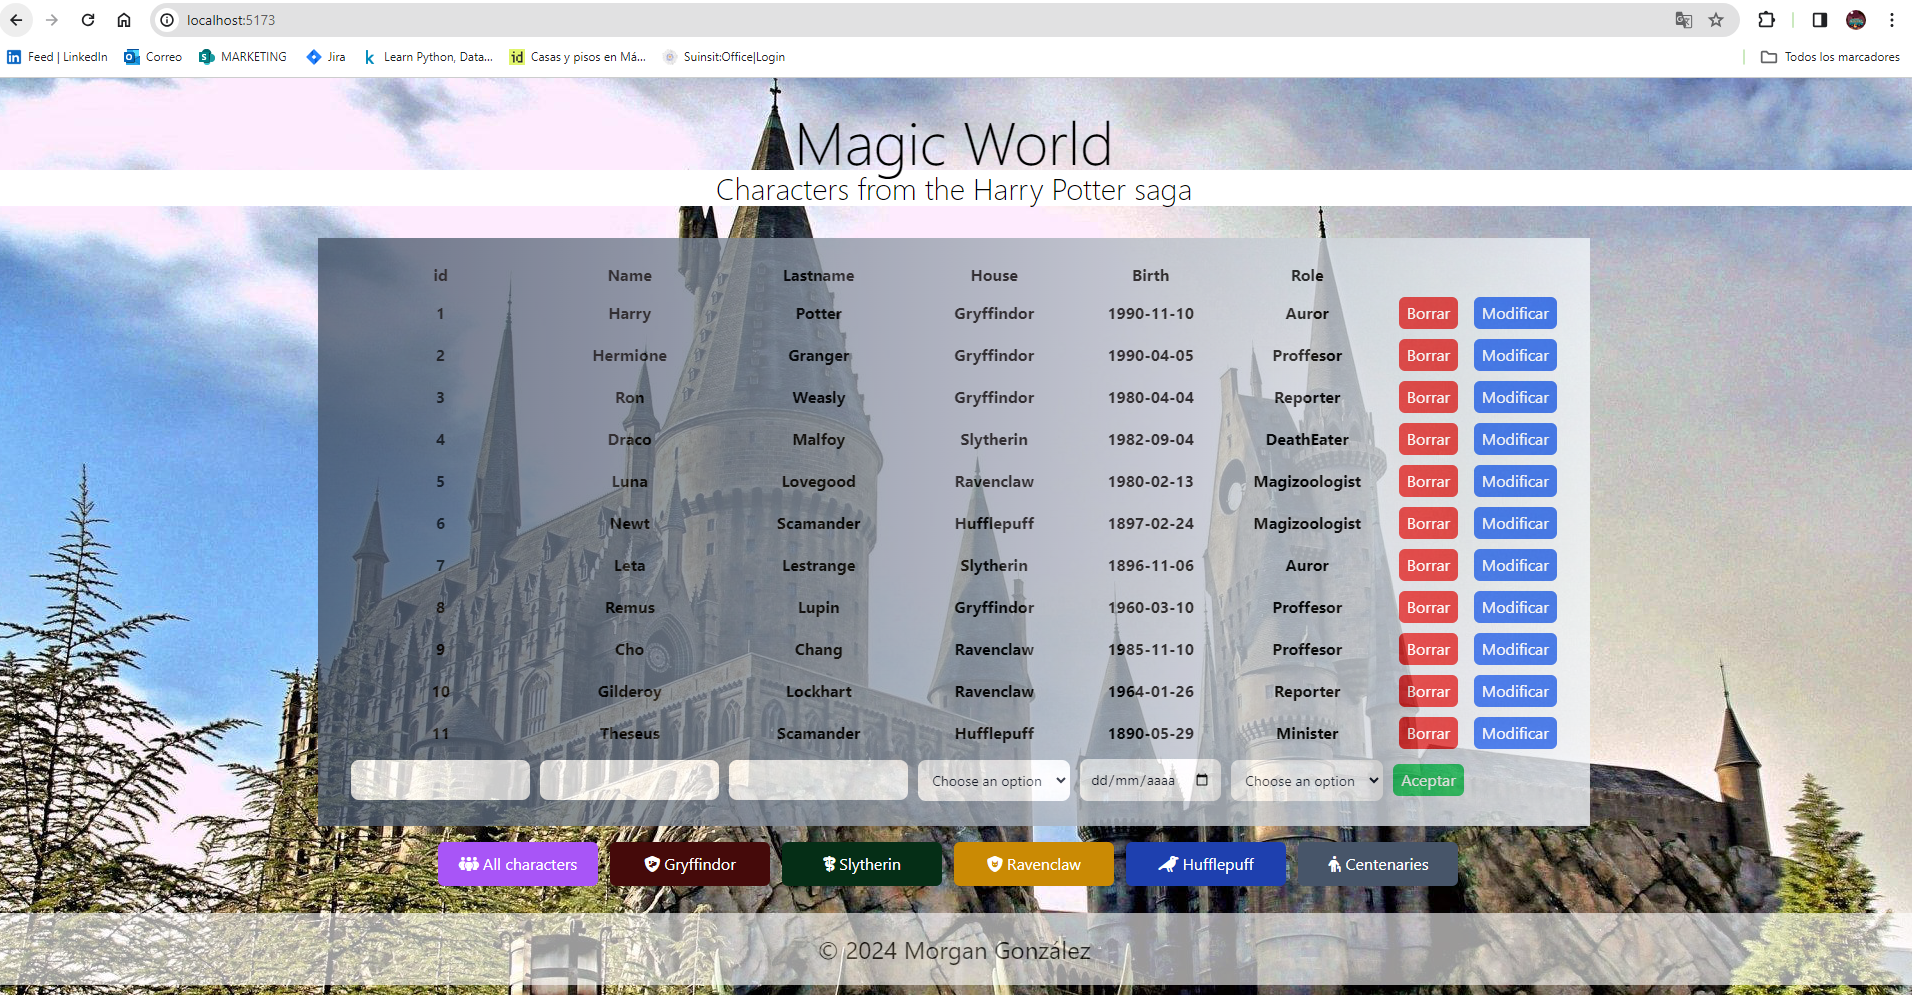 localhost:5173
Feed | LinkedIn Correo MARKETING Jira Learn Python, Data... Casas y pisos en Má... Suinsit:Office|Login Todos los marcadores
Magic World
Characters from the Harry Potter saga
id Name Lastname House Birth Role
1 Harry Potter Gryffindor 1990-11-10 Auror Borrar Modificar
2 Hermione Granger Gryffindor 1990-04-05 Proffesor Borrar Modificar
3 Ron Weasly Gryffindor 1980-04-04 Reporter Borrar Modificar
4 Draco Malfoy Slytherin 1982-09-04 DeathEater Borrar Modificar
5 Luna Lovegood Ravenclaw 1980-02-13 Magizoologist Borrar Modificar
6 Newt Scamander Hufflepuff 1897-02-24 Magizoologist Borrar Modificar
7 Leta Lestrange Slytherin 1896-11-06 Auror Borrar Modificar
8 Remus Lupin Gryffindor 1960-03-10 Proffesor Borrar Modificar
9 Cho Chang Ravenclaw 1985-11-10 Proffesor Borrar Modificar
10 Gilderoy Lockhart Ravenclaw 1964-01-26 Reporter Borrar Modificar
11 Theseus Scamander Hufflepuff 1890-05-29 Minister Borrar Modificar
Choose an option dd/mm/aaaa Choose an option Aceptar
All characters Gryffindor Slytherin Ravenclaw Hufflepuff Centenaries
© 2024 Morgan González